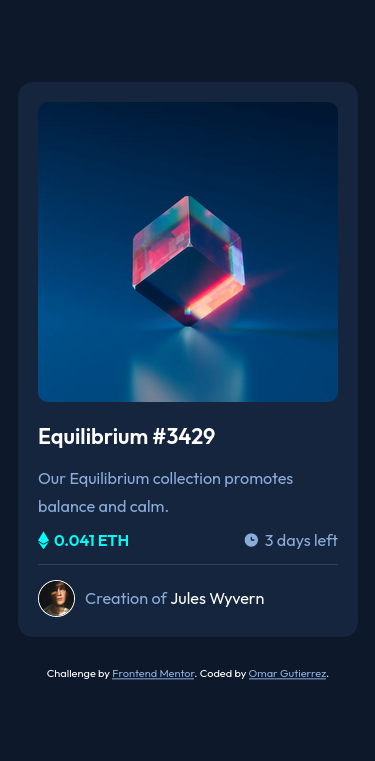 Equilibrium #3429
Our Equilibrium collection promotes
balance and calm.
0.041 ETH 3 days left
Creation of Jules Wyvern
Challenge by Frontend Mentor. Coded by Omar Gutierrez.